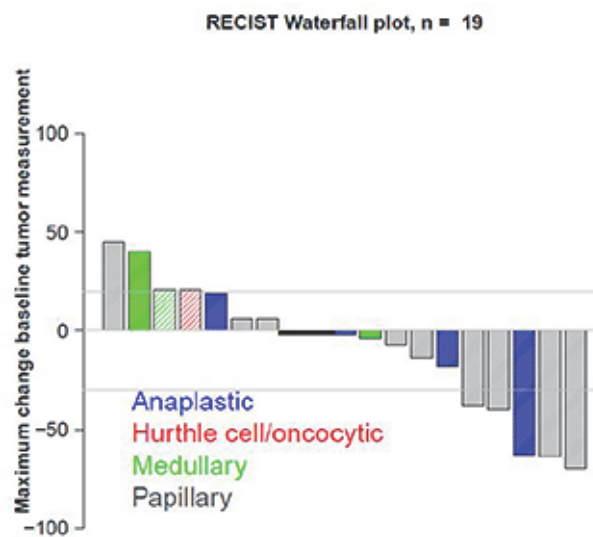 RECIST Waterfall plot, n = 19
Maximum change baseline tumor measurement
100
50
0
−50
−100
Anaplastic
Hurthle cell/oncocytic
Medullary
Papillary